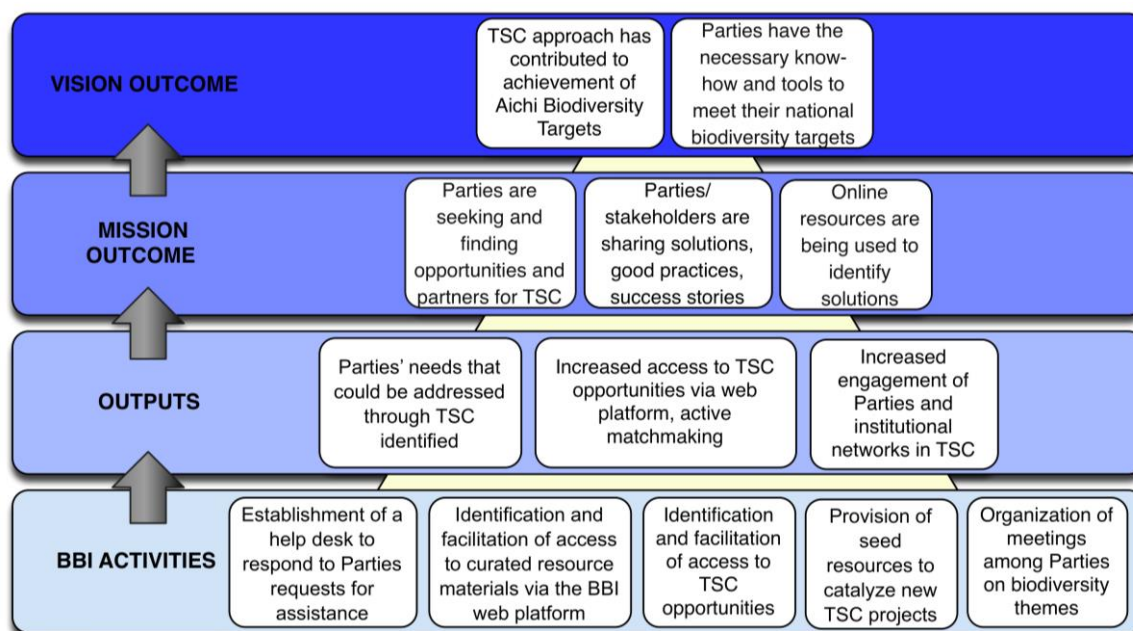 VISION OUTCOME
TSC approach has
contributed to
achievement of
Aichi Biodiversity
Targets
Parties have the
necessary know-
how and tools to
meet their national
biodiversity targets
MISSION
OUTCOME
Parties are
seeking and
finding
opportunities and
partners for TSC
Parties/
stakeholders are
sharing solutions,
good practices,
success stories
Online
resources are
being used to
identify
solutions
OUTPUTS
Parties' needs that
could be addressed
through TSC
identified
Increased access to TSC
opportunities via web
platform, active
matchmaking
Increased
engagement of
Parties and
institutional
networks in TSC
BBI ACTIVITIES
Establishment of a
help desk to
respond to Parties
requests for
assistance
Identification and
facilitation of access
to curated resource
materials via the BBI
web platform
Identification
and facilitation
of access to
TSC
opportunities
Provision of
seed
resources to
catalyze new
TSC projects
Organization of
meetings
among Parties
on biodiversity
themes